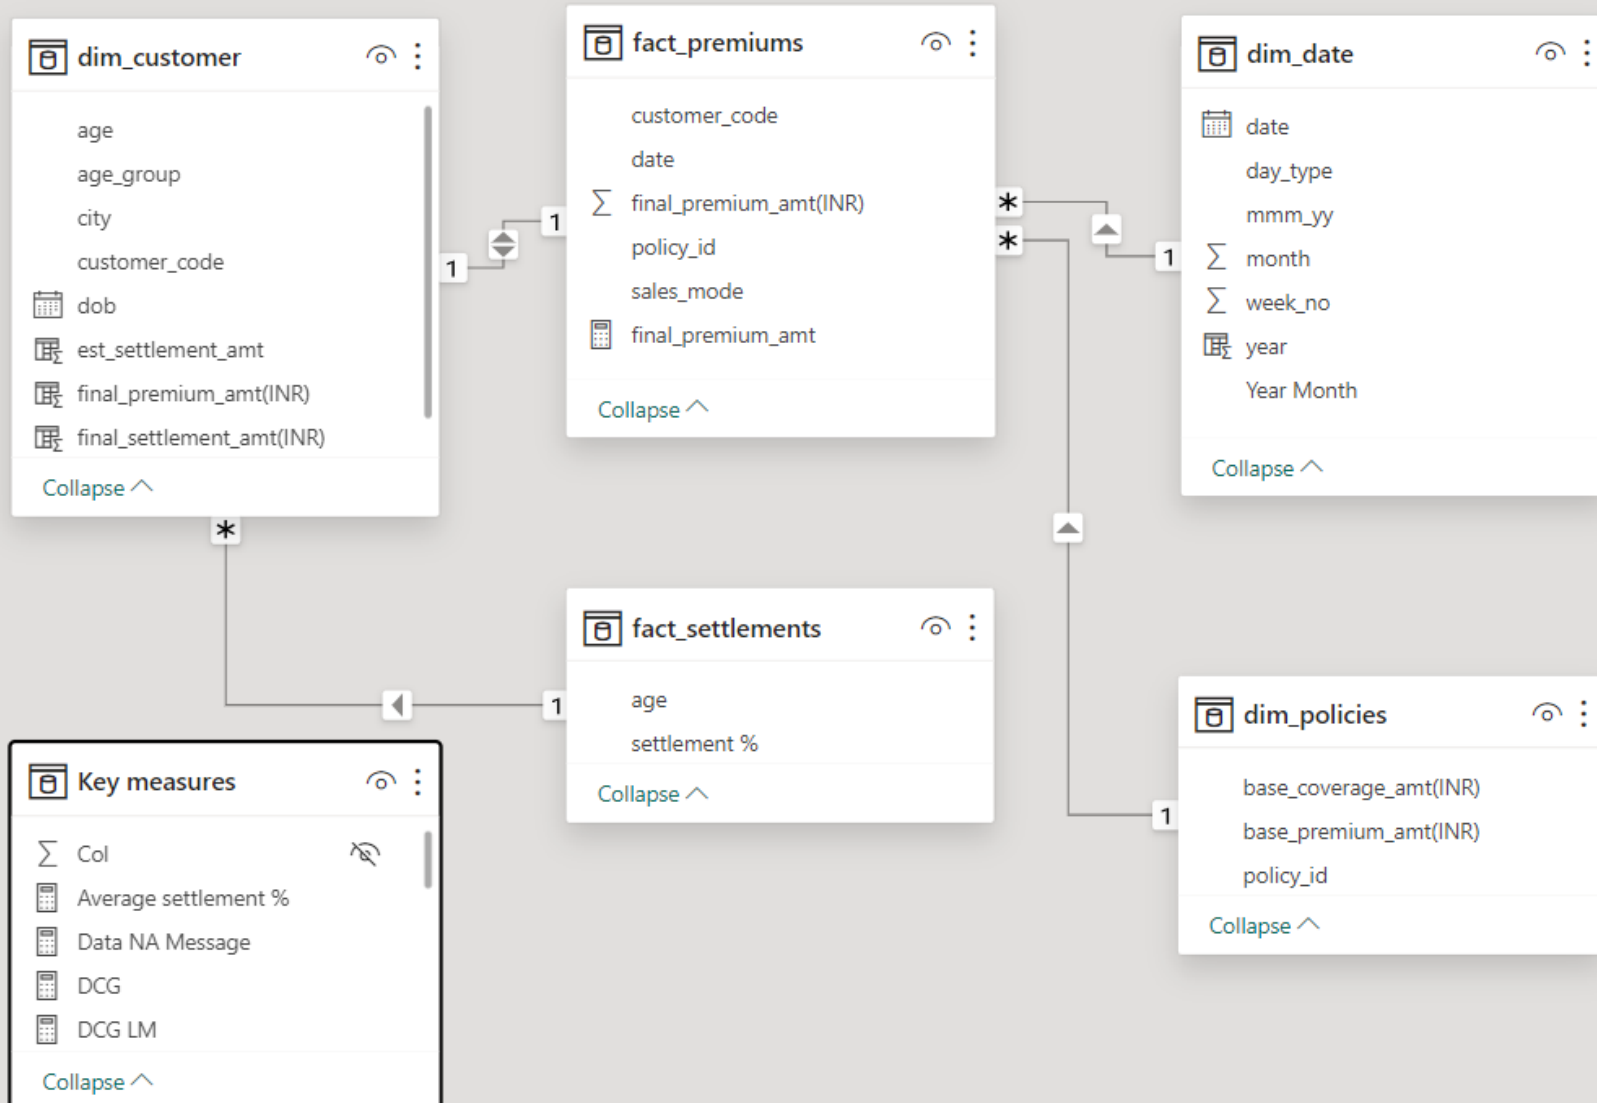 dim_customer
age
age_group
city
customer_code
dob
est_settlement_amt
final_premium_amt(INR)
final_settlement_amt(INR)
Collapse
fact_premiums
customer_code
date
final_premium_amt(INR)
policy_id
sales_mode
final_premium_amt
Collapse
dim_date
date
day_type
mmm_yy
month
week_no
year
Year Month
Collapse
1
1
*
*
1
*
1
1
fact_settlements
age
settlement %
Collapse
dim_policies
base_coverage_amt(INR)
base_premium_amt(INR)
policy_id
Collapse
Key measures
Col
Average settlement %
Data NA Message
DCG
DCG LM
Collapse